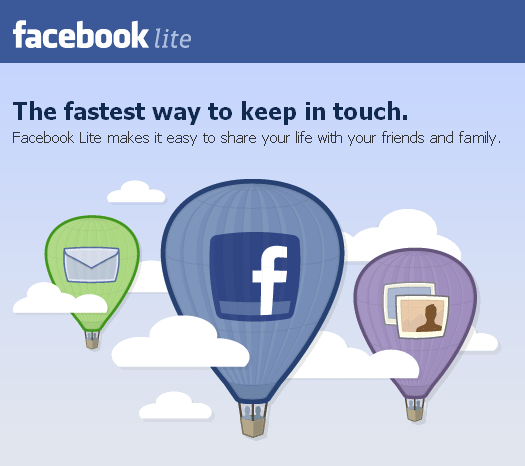 facebook lite
The fastest way to keep in touch.
Facebook Lite makes it easy to share your life with your friends and family.
f